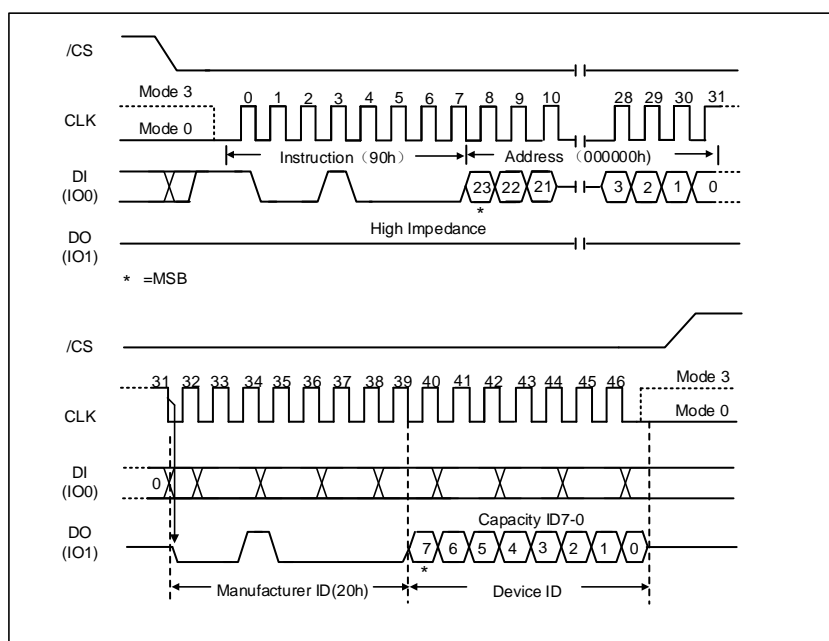 /CS
Mode 3
0 1 2 3 4 5 6 7 8 9 10 28 29 30 31
CLK
Mode 0
Instruction（90h） Address（000000h）
DI
(IO0)
23 22 21 3 2 1 0
*
High Impedance
DO
(IO1)
* =MSB
/CS
31 32 33 34 35 36 37 38 39 40 41 42 43 44 45 46
Mode 3
CLK
Mode 0
DI
(IO0)
0
Capacity ID7-0
DO
(IO1)
7 6 5 4 3 2 1 0
*
Manufacturer ID(20h) Device ID